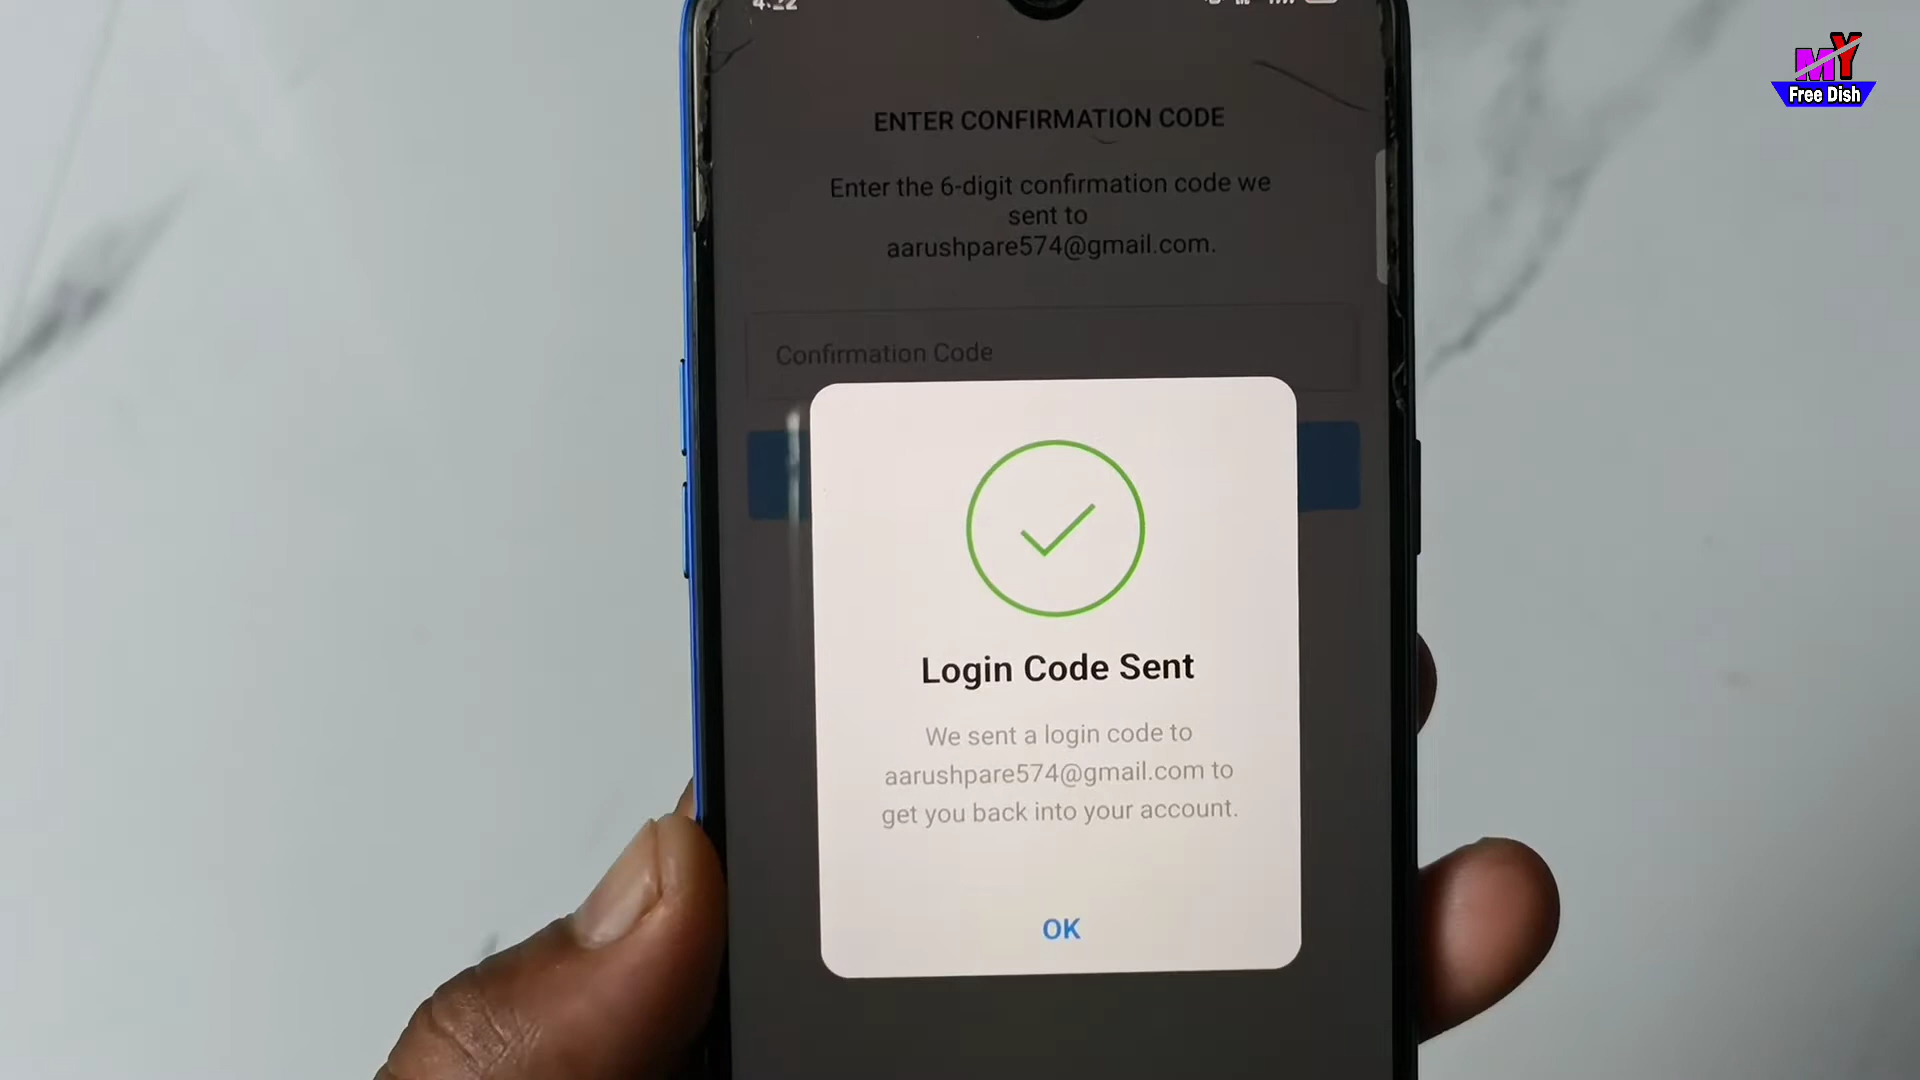 4:22
MY
Free Dish
ENTER CONFIRMATION CODE
Enter the 6-digit confirmation code we
sent to
aarushpare574@gmail.com.
Confirmation Code
Login Code Sent
We sent a login code to
aarushpare574@gmail.com to
get you back into your account.
OK